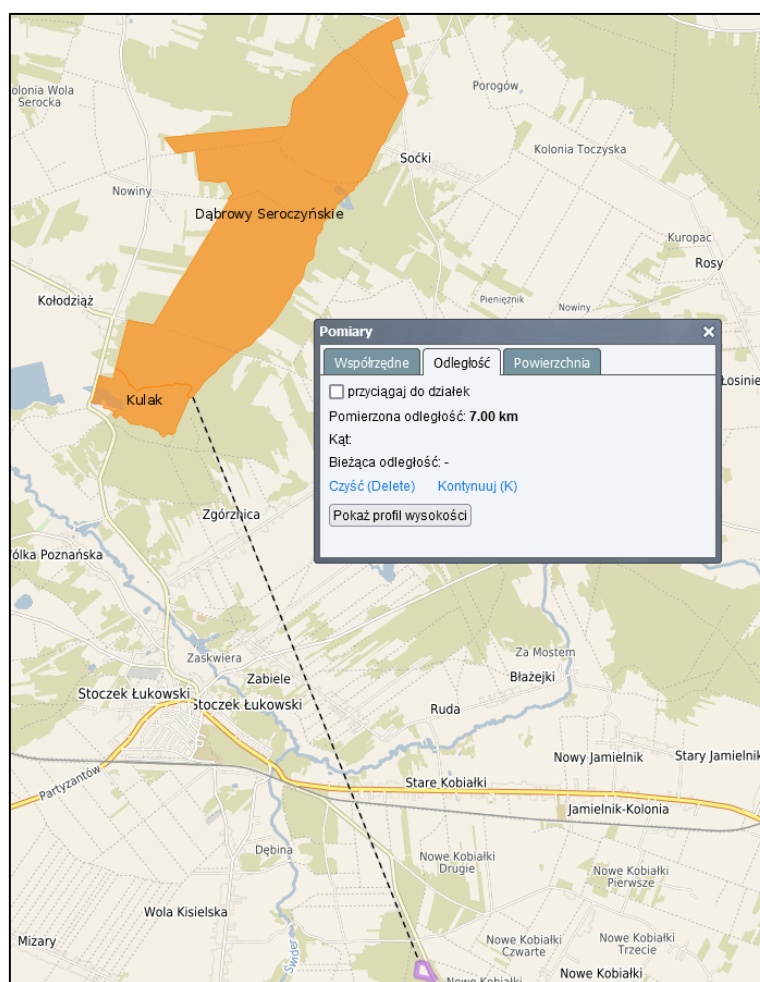 Porogów
olonia Wola
Serocka
Kolonia Toczyska
Soćki
Nowiny
Dąbrowy Seroczyńskie
Kuropac
Rosy
Kołodziąż
Pieniężnik
Nowiny
Pomiary
Współrzędne Odległość Powierzchnia
przyciągaj do działek
Pomierzona odległość: 7.00 km
Kąt:
Bieżąca odległość: -
Czyść (Delete) Kontynuuj (K)
Pokaż profil wysokości
Łosinie
Kulak
Zgórznica
ólka Poznańska
Zaskwiera
Za Mostem
Zabiele
Błażejki
Stoczek Łukowski
Stoczek Łukowski
Ruda
Nowy Jamielnik
Stary Jamielnik
Partyzantów
Stare Kobiałki
Jamielnik-Kolonia
Dębina
Nowe Kobiałki
Drugie
Nowe Kobiałki
Pierwsze
Wola Kisielska
Mizary
Świder
Nowe Kobiałki
Czwarte
Nowe Kobiałki
Trzecie
Nowe Kobiałki
Nowe Kobiałki